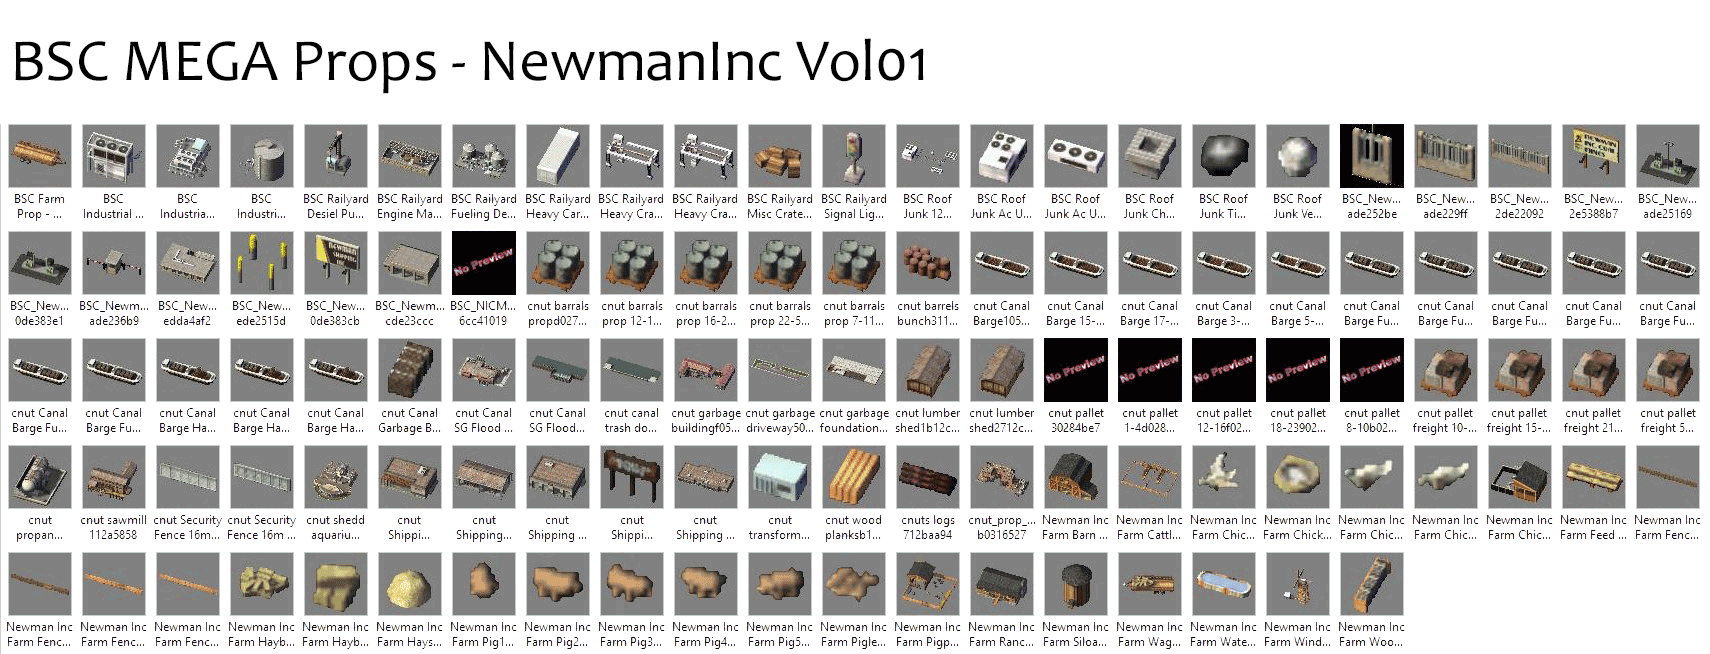 BSC MEGA Props - NewmanInc Vol01
BSC Farm BSC BSC BSC BSC Railyard BSC Railyard BSC Railyard BSC Railyard BSC Railyard BSC Railyard BSC Railyard BSC Railyard BSC Roof BSC Roof BSC Roof BSC Roof BSC Roof BSC Roof BSC_New... BSC_New... BSC_New... BSC_New... BSC_New...
Prop - ... Industrial ... Industria... Industri... Desiel Pu... Engine Ma... Fueling De... Heavy Car... Heavy Cra... Heavy Cra... Misc Crate... Signal Lig... Junk 12... Junk Ac U... Junk Ac U... Junk Ch... Junk Ti... Junk Ve... ade252be ade229ff 2de22092 2e5388b7 ade25169
No Preview
BSC_New... BSC_Newm... BSC_New... BSC_New... BSC_New... BSC_Newm... BSC_NICM... cnut barrals cnut barrals cnut barrals cnut barrals cnut barrals cnut barrels cnut Canal cnut Canal cnut Canal cnut Canal cnut Canal cnut Canal cnut Canal cnut Canal cnut Canal cnut Canal
0de383e1 ade236b9 edda4af2 ede2515d 0de383cb cde23ccc 6cc41019 propd027... prop 12-1... prop 16-2... prop 22-5... prop 7-11... bunch311... Barge105... Barge 15-... Barge 17-... Barge 3-... Barge 5-... Barge Fu... Barge Fu... Barge Fu... Barge Fu... Barge Fu...
No Preview No Preview No Preview No Preview No Preview
cnut Canal cnut Canal cnut Canal cnut Canal cnut Canal cnut Canal cnut Canal cnut Canal cnut canal cnut garbage cnut garbage cnut garbage cnut lumber cnut lumber cnut pallet cnut pallet cnut pallet cnut pallet cnut pallet cnut pallet cnut pallet cnut pallet cnut pallet
Barge Fu... Barge Fu... Barge Ha... Barge Ha... Barge Ha... Garbage B... SG Flood ... SG Flood... trash do... buildingf05... driveway50... foundation... shed1b12c... shed2712c... 30284be7 1-4d028... 12-16f02... 18-23902... 8-10b02... freight 10-... freight 15-... freight 21... freight 5...
cnut cnut sawmill cnut Security cnut Security cnut shedd cnut cnut cnut cnut cnut cnut cnut wood cnuts logs cnut_prop_... Newman Inc Newman Inc Newman Inc Newman Inc Newman Inc Newman Inc Newman Inc Newman Inc Newman Inc
propan... 112a5858 Fence 16m... Fence 16m ... aquariu... Shippi... Shipping... Shipping ... Shippi... Shipping ... transform... planksb1... 712baa94 b0316527 Farm Barn ... Farm Cattl... Farm Chic... Farm Chick... Farm Chic... Farm Chic... Farm Chic... Farm Feed ... Farm Fenc...
Newman Inc Newman Inc Newman Inc Newman Inc Newman Inc Newman Inc Newman Inc Newman Inc Newman Inc Newman Inc Newman Inc Newman Inc Newman Inc Newman Inc Newman Inc Newman Inc Newman Inc Newman Inc Newman Inc
Farm Fenc... Farm Fenc... Farm Fenc... Farm Hayb... Farm Hayb... Farm Hays... Farm Pig1... Farm Pig2... Farm Pig3... Farm Pig4... Farm Pig5... Farm Pigle... Farm Pigp... Farm Ranc... Farm Siloa... Farm Wag... Farm Wate... Farm Wind... Farm Woo...